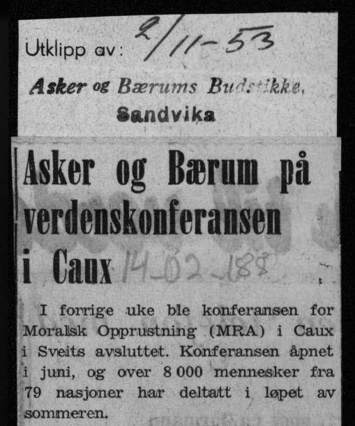 Utklipp av: 2/11-53
Asker og Bærums Budstikke,
Sandvika
Asker og Bærum på
verdenskonferansen
i Caux 14-02-188
I forrige uke ble konferansen for
Moralsk Opprustning (MRA) i Caux
i Sveits avsluttet. Konferansen åpnet
i juni, og over 8 000 mennesker fra
79 nasjoner har deltatt i løpet av
sommeren.